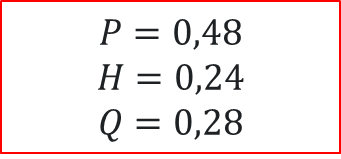 P = 0,48
H = 0,24
Q = 0,28